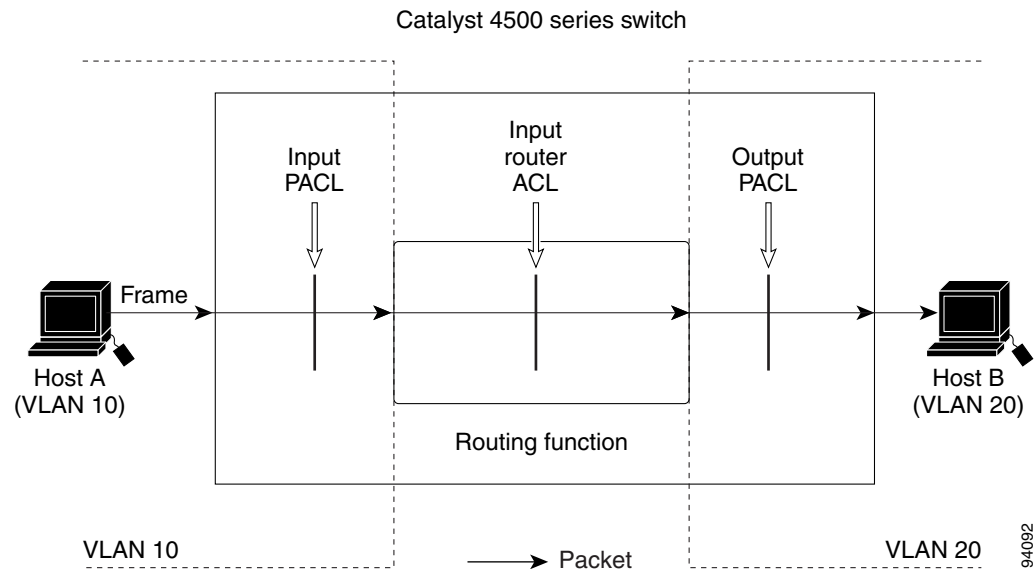 Catalyst 4500 series switch
Input
PACL
Input
router
ACL
Output
PACL
Frame
Host A
(VLAN 10)
Host B
(VLAN 20)
Routing function
VLAN 10
Packet
VLAN 20
94092